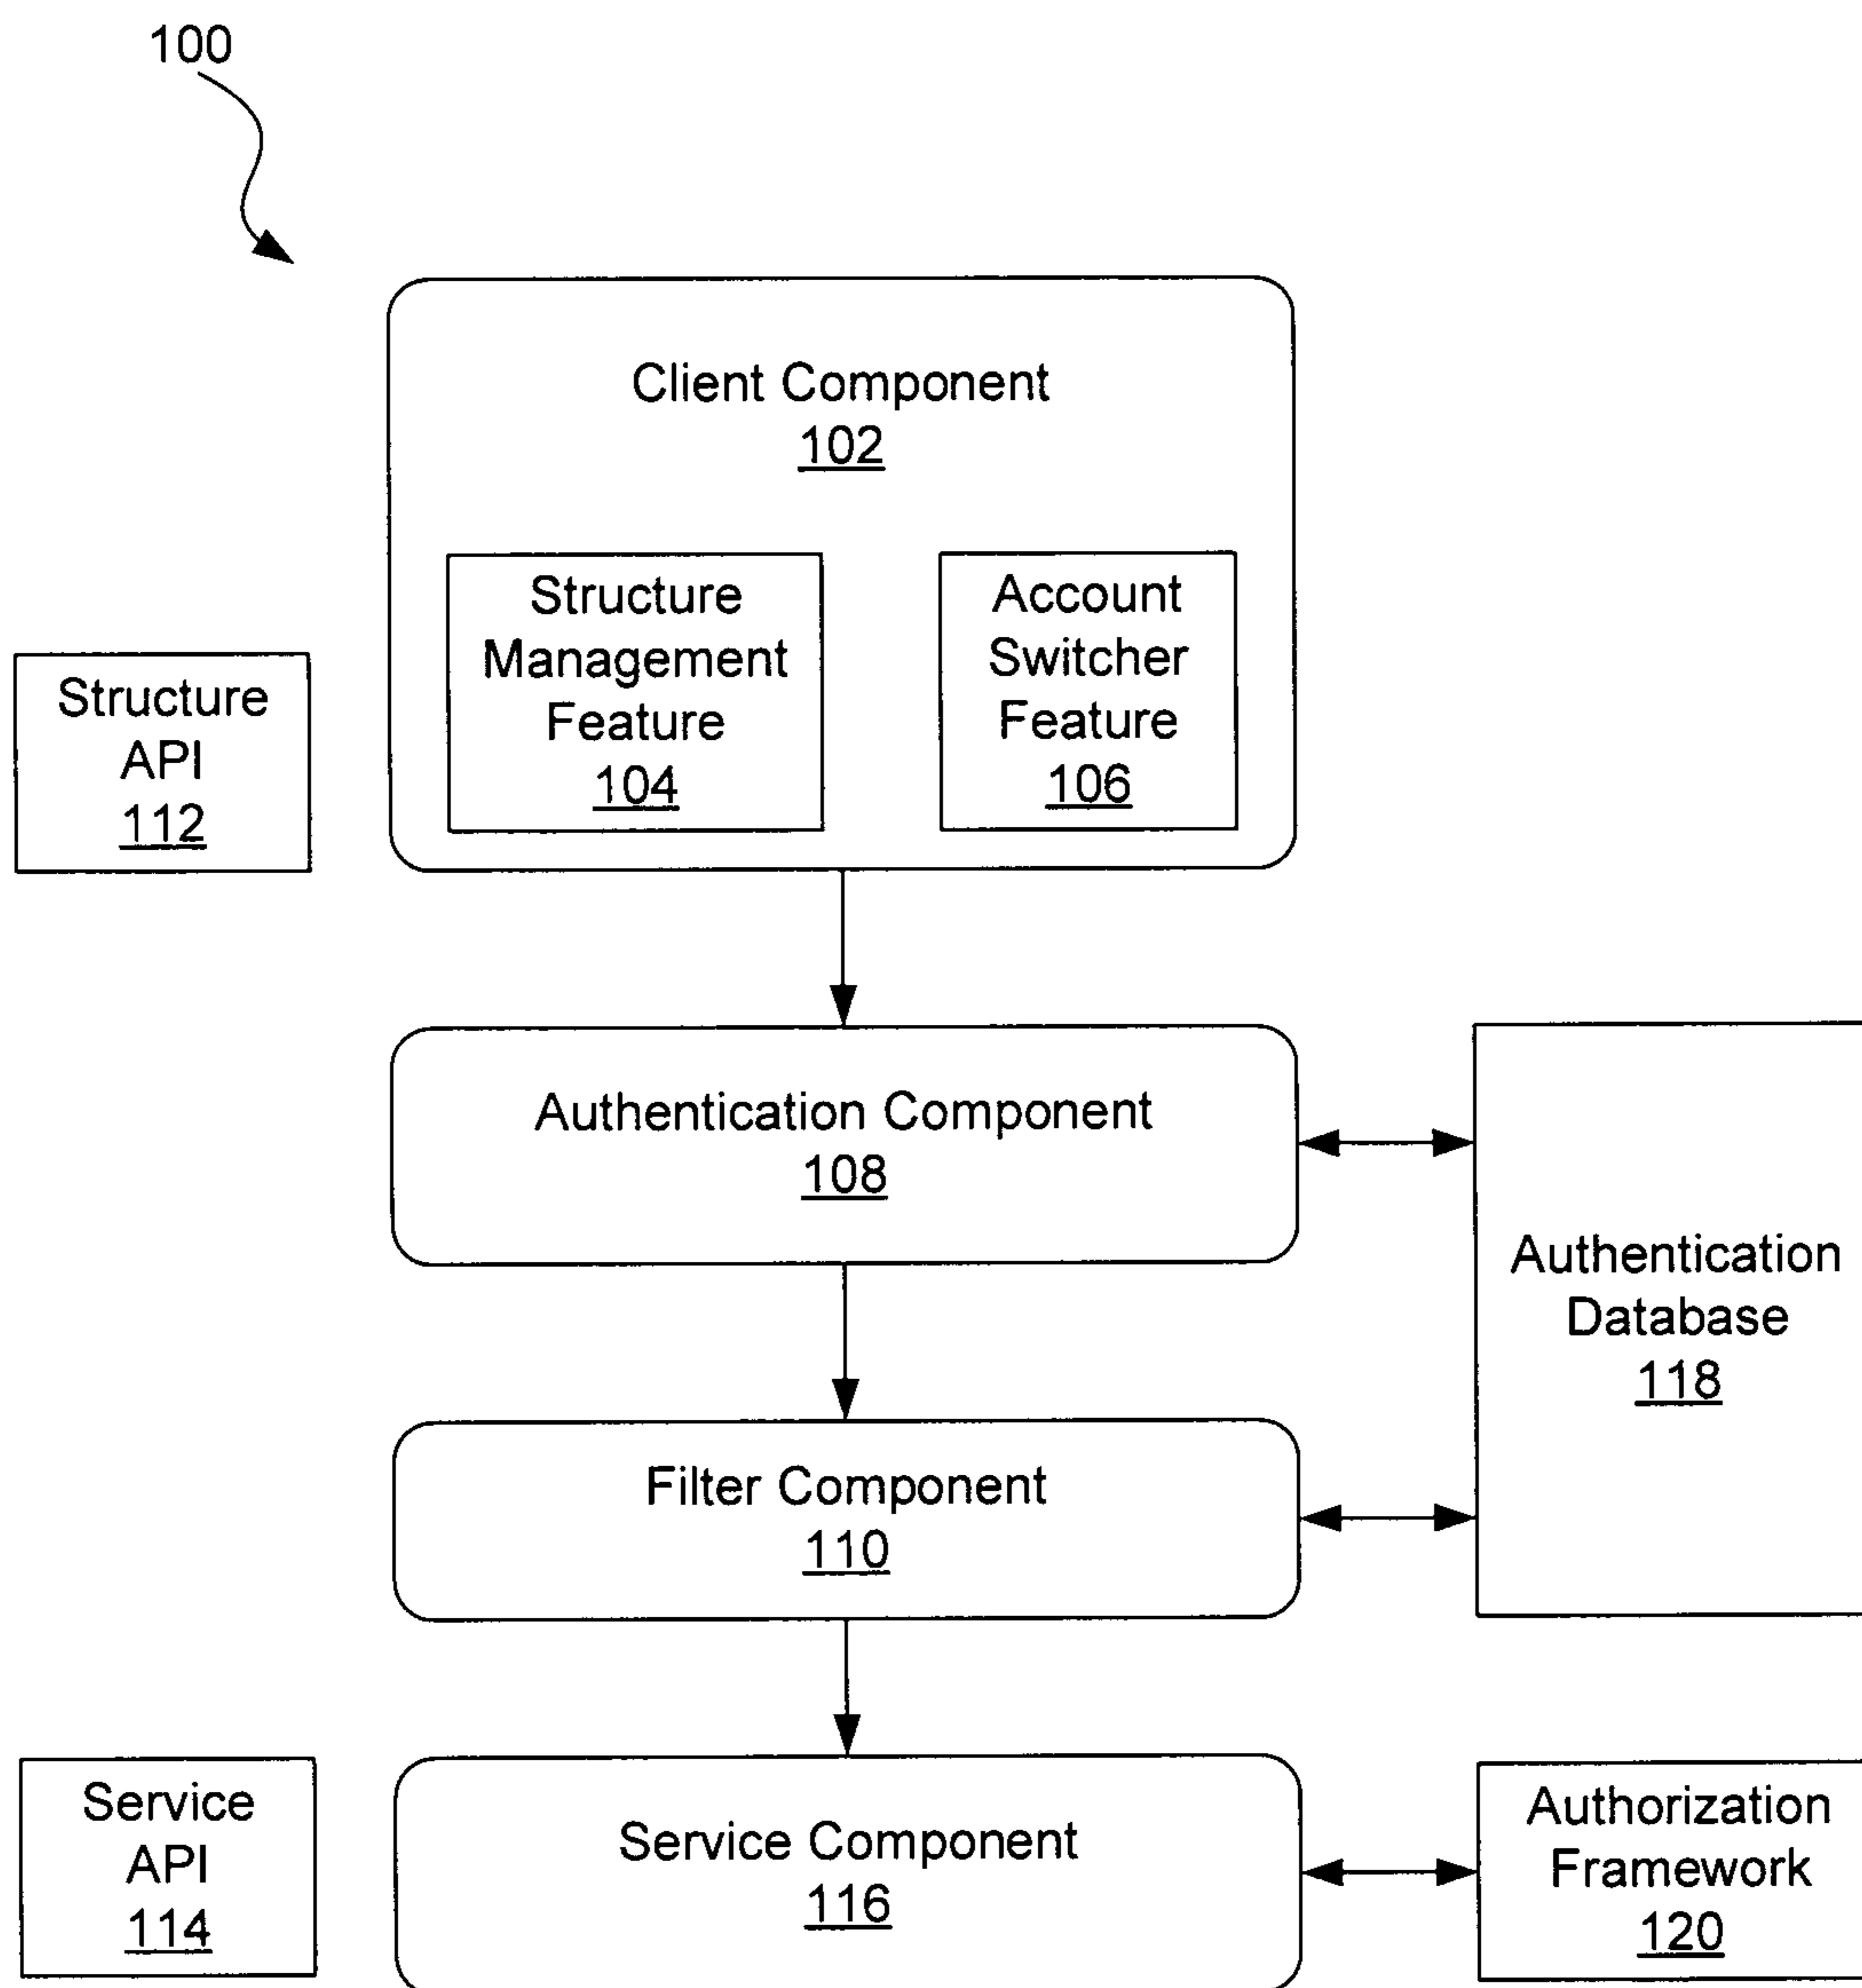 100
Client Component
102
Structure
Management
Feature
104
Account
Switcher
Feature
106
Structure
API
112
Authentication Component
108
Authentication
Database
118
Filter Component
110
Service
API
114
Service Component
116
Authorization
Framework
120